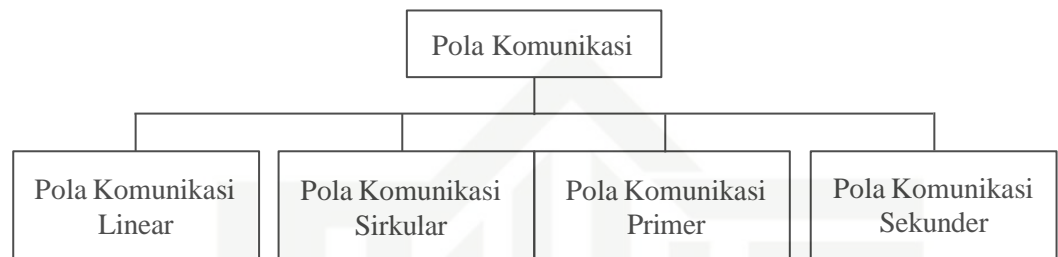 Pola Komunikasi
Pola Komunikasi
Linear
Pola Komunikasi
Sirkular
Pola Komunikasi
Primer
Pola Komunikasi
Sekunder